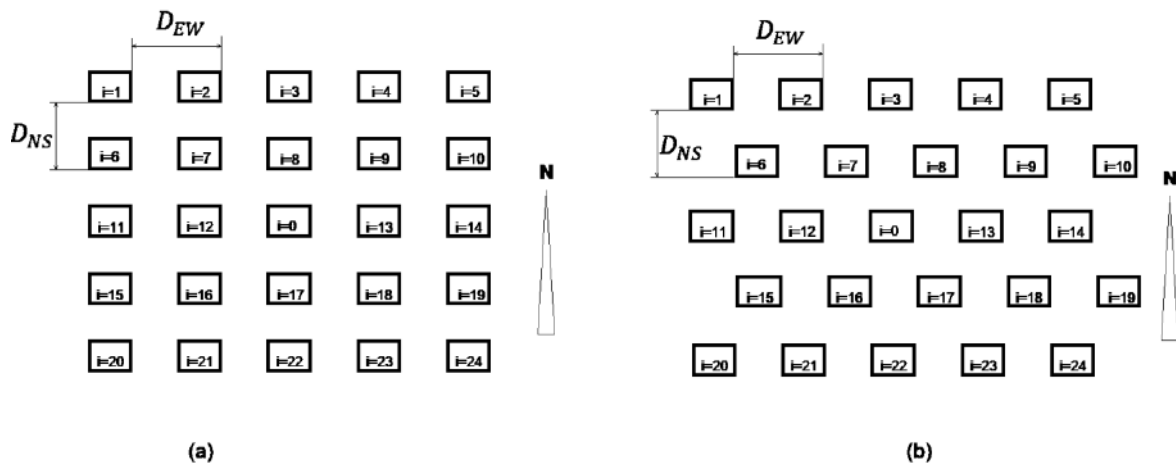 D_EW
i=1 i=2 i=3 i=4 i=5
D_NS
i=6 i=7 i=8 i=9 i=10
N
i=11 i=12 i=0 i=13 i=14
i=15 i=16 i=17 i=18 i=19
i=20 i=21 i=22 i=23 i=24
(a)
D_EW
i=1 i=2 i=3 i=4 i=5
D_NS
i=6 i=7 i=8 i=9 i=10
N
i=11 i=12 i=0 i=13 i=14
i=15 i=16 i=17 i=18 i=19
i=20 i=21 i=22 i=23 i=24
(b)